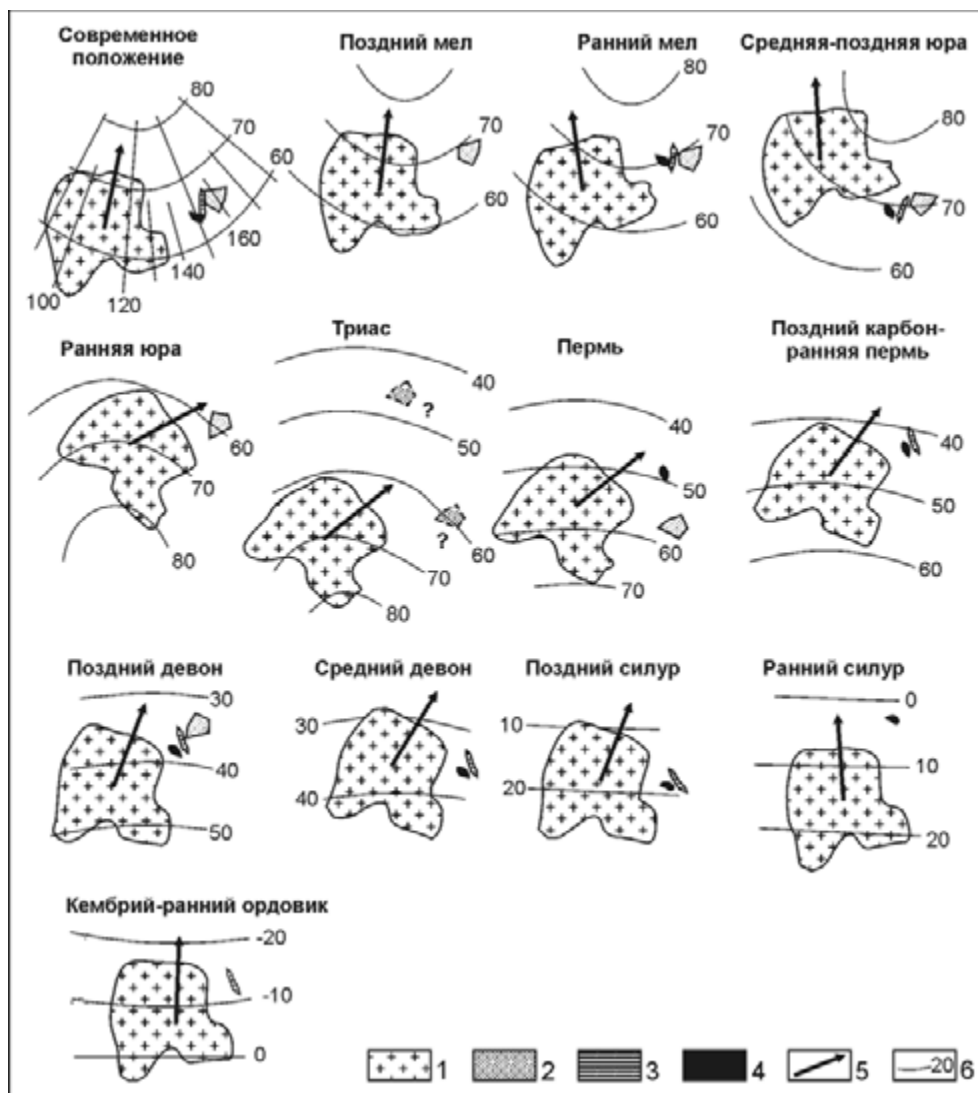 Современное
положение
80
70
60
160
140
120
100
Поздний мел
70
60
Ранний мел
80
70
60
Средняя-поздняя юра
80
70
60
Ранняя юра
60
70
80
Триас
40
?
50
?
60
70
80
Пермь
40
50
60
70
Поздний карбон-
ранняя пермь
40
50
60
Поздний девон
30
40
50
Средний девон
30
40
Поздний силур
10
20
Ранний силур
0
10
20
Кембрий-ранний ордовик
-20
-10
0
1 2 3 4 5 20 6